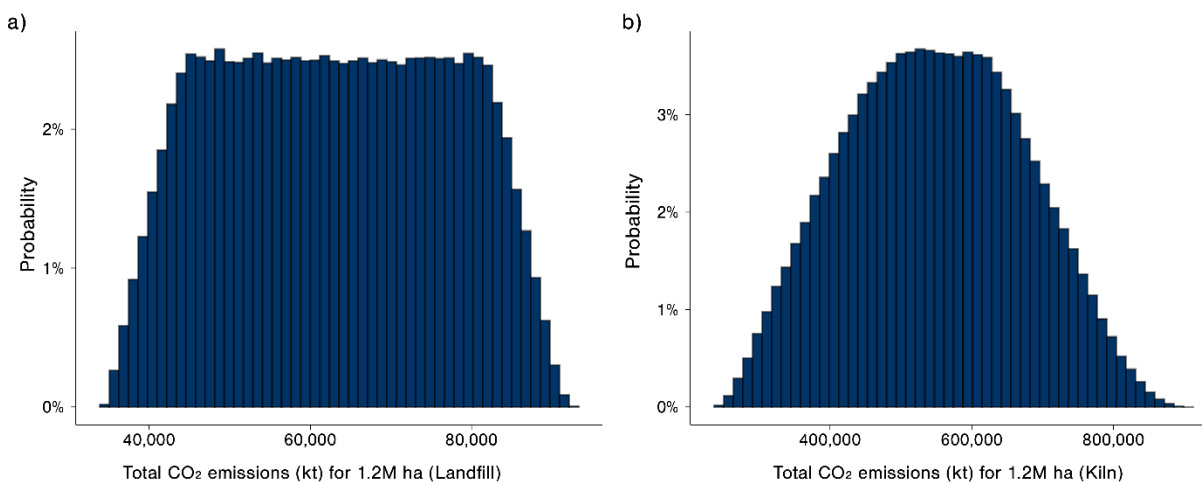 a)
Probability
2%
1%
0%
40,000
60,000
80,000
Total CO₂ emissions (kt) for 1.2M ha (Landfill)
b)
Probability
3%
2%
1%
0%
400,000
600,000
800,000
Total CO₂ emissions (kt) for 1.2M ha (Kiln)